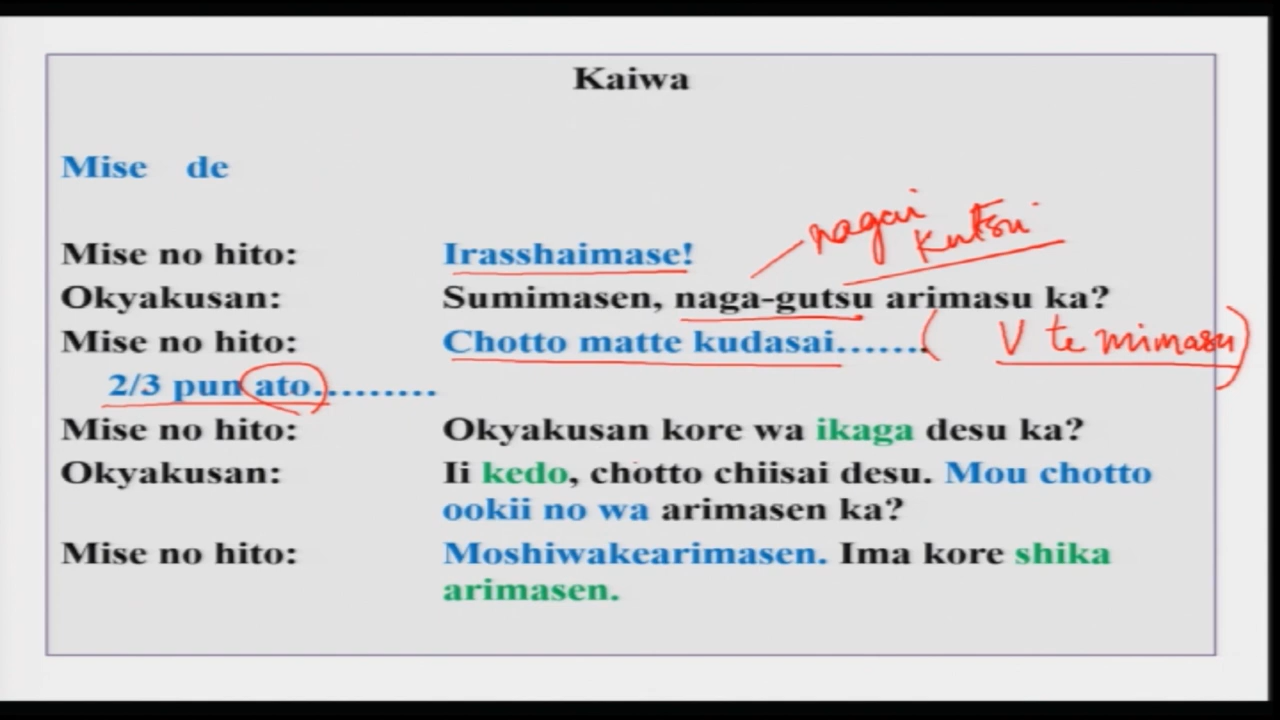 Kaiwa
Mise de
nagai
kutsu
Mise no hito: Irasshaimase!
Okyakusan: Sumimasen, naga-gutsu arimasu ka?
Mise no hito: Chotto matte kudasai....... ( V te mimasu )
2/3 pun ato.........
Mise no hito: Okyakusan kore wa ikaga desu ka?
Okyakusan: Ii kedo, chotto chiisai desu. Mou chotto
ookii no wa arimasen ka?
Mise no hito: Moshiwakearimasen. Ima kore shika
arimasen.